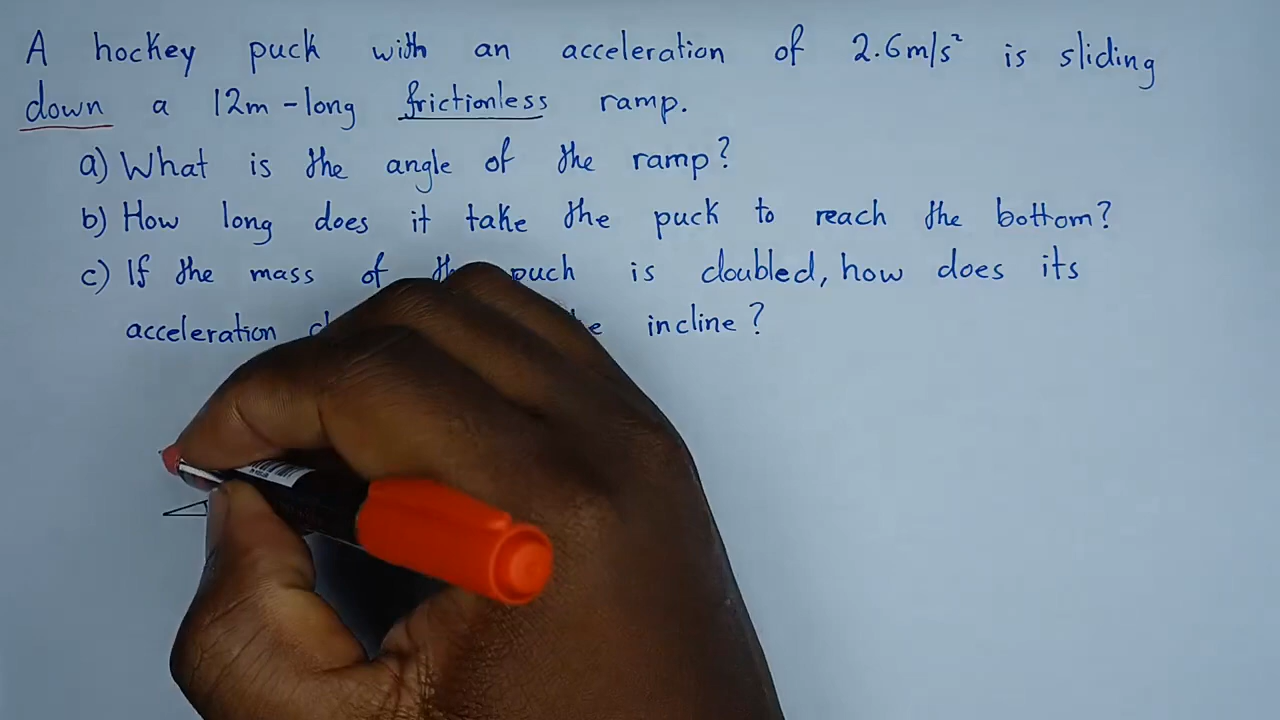 A hockey puck with an acceleration of 2.6m/s² is sliding
down a 12m-long frictionless ramp.
a) What is the angle of the ramp?
b) How long does it take the puck to reach the bottom?
c) If the mass of the puch is doubled, how does its
acceleration incline?